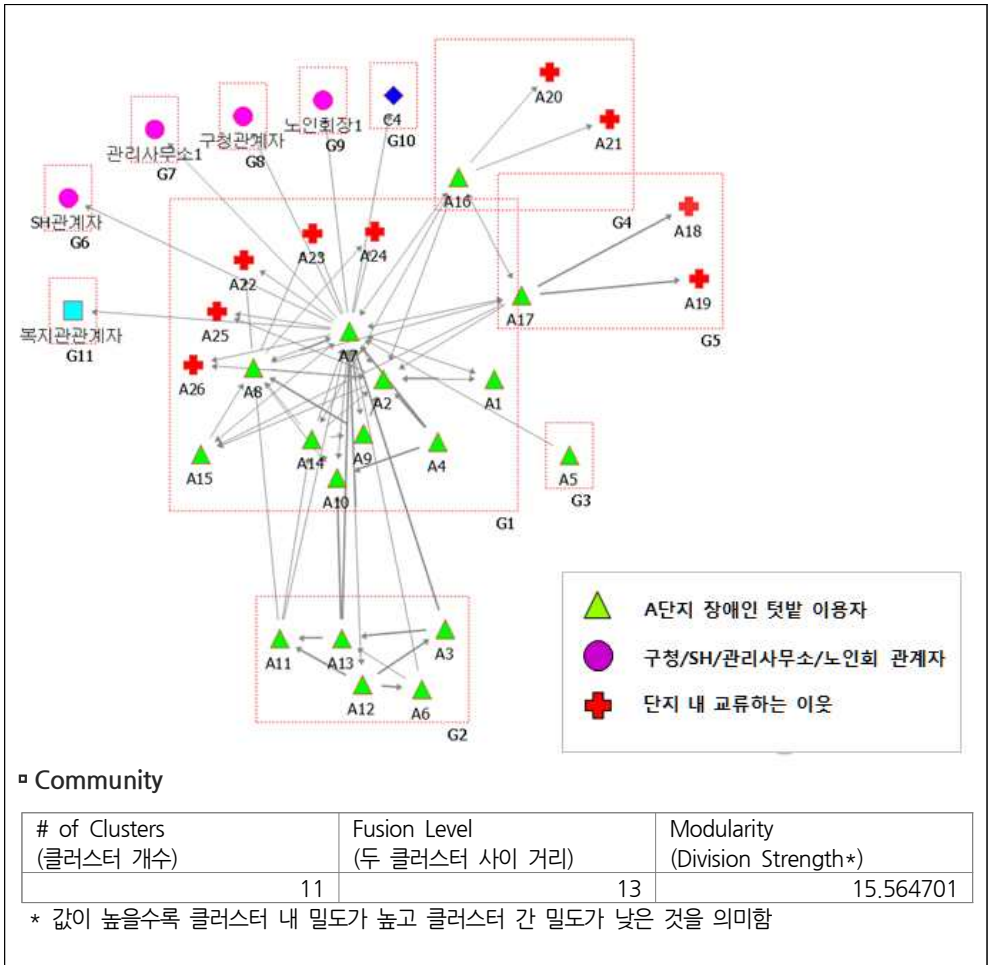 A20
C4
노인회장1
A21
구청관계자
G9
G10
관리사무소1
G8
G7
A16
SH관계자
G4
A18
G6
A23
A24
A22
A19
A17
복지관관계자
A25
G5
G11
A7
A26
A8
A2
A1
A14
A9
A4
A15
A5
A10
G3
G1
A단지 장애인 텃밭 이용자
구청/SH/관리사무소/노인회 관계자
단지 내 교류하는 이웃
A11
A13
A3
A12
A6
G2
Community
# of Clusters
(클러스터 개수)
Fusion Level
(두 클러스터 사이 거리)
Modularity
(Division Strength*)
11
13
15.564701
* 값이 높을수록 클러스터 내 밀도가 높고 클러스터 간 밀도가 낮은 것을 의미함